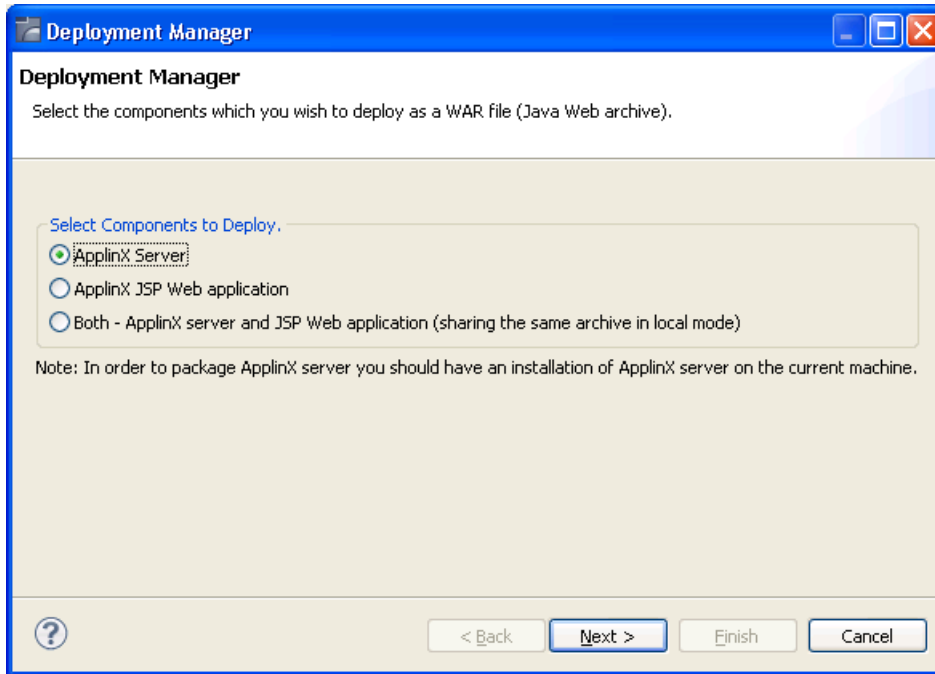 Deployment Manager
Deployment Manager
Select the components which you wish to deploy as a WAR file (Java Web archive).
Select Components to Deploy.
ApplinX Server
ApplinX JSP Web application
Both - ApplinX server and JSP Web application (sharing the same archive in local mode)
Note: In order to package ApplinX server you should have an installation of ApplinX server on the current machine.
? < Back Next > Finish Cancel